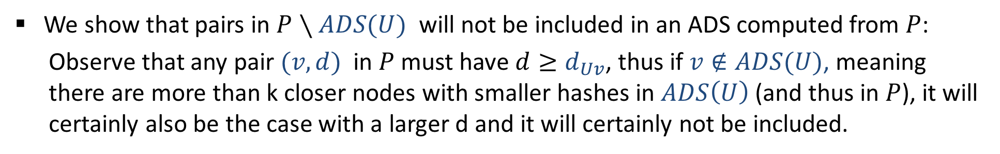 ▪ We show that pairs in P \ ADS(U) will not be included in an ADS computed from P:
Observe that any pair (v, d) in P must have d ≥ d_{Uv}, thus if v ∉ ADS(U), meaning
there are more than k closer nodes with smaller hashes in ADS(U) (and thus in P), it will
certainly also be the case with a larger d and it will certainly not be included.